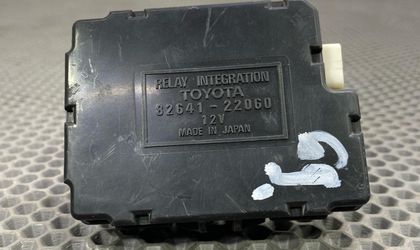 RELAY INTEGRATION
TOYOTA
82641-22060
12V
MADE IN JAPAN